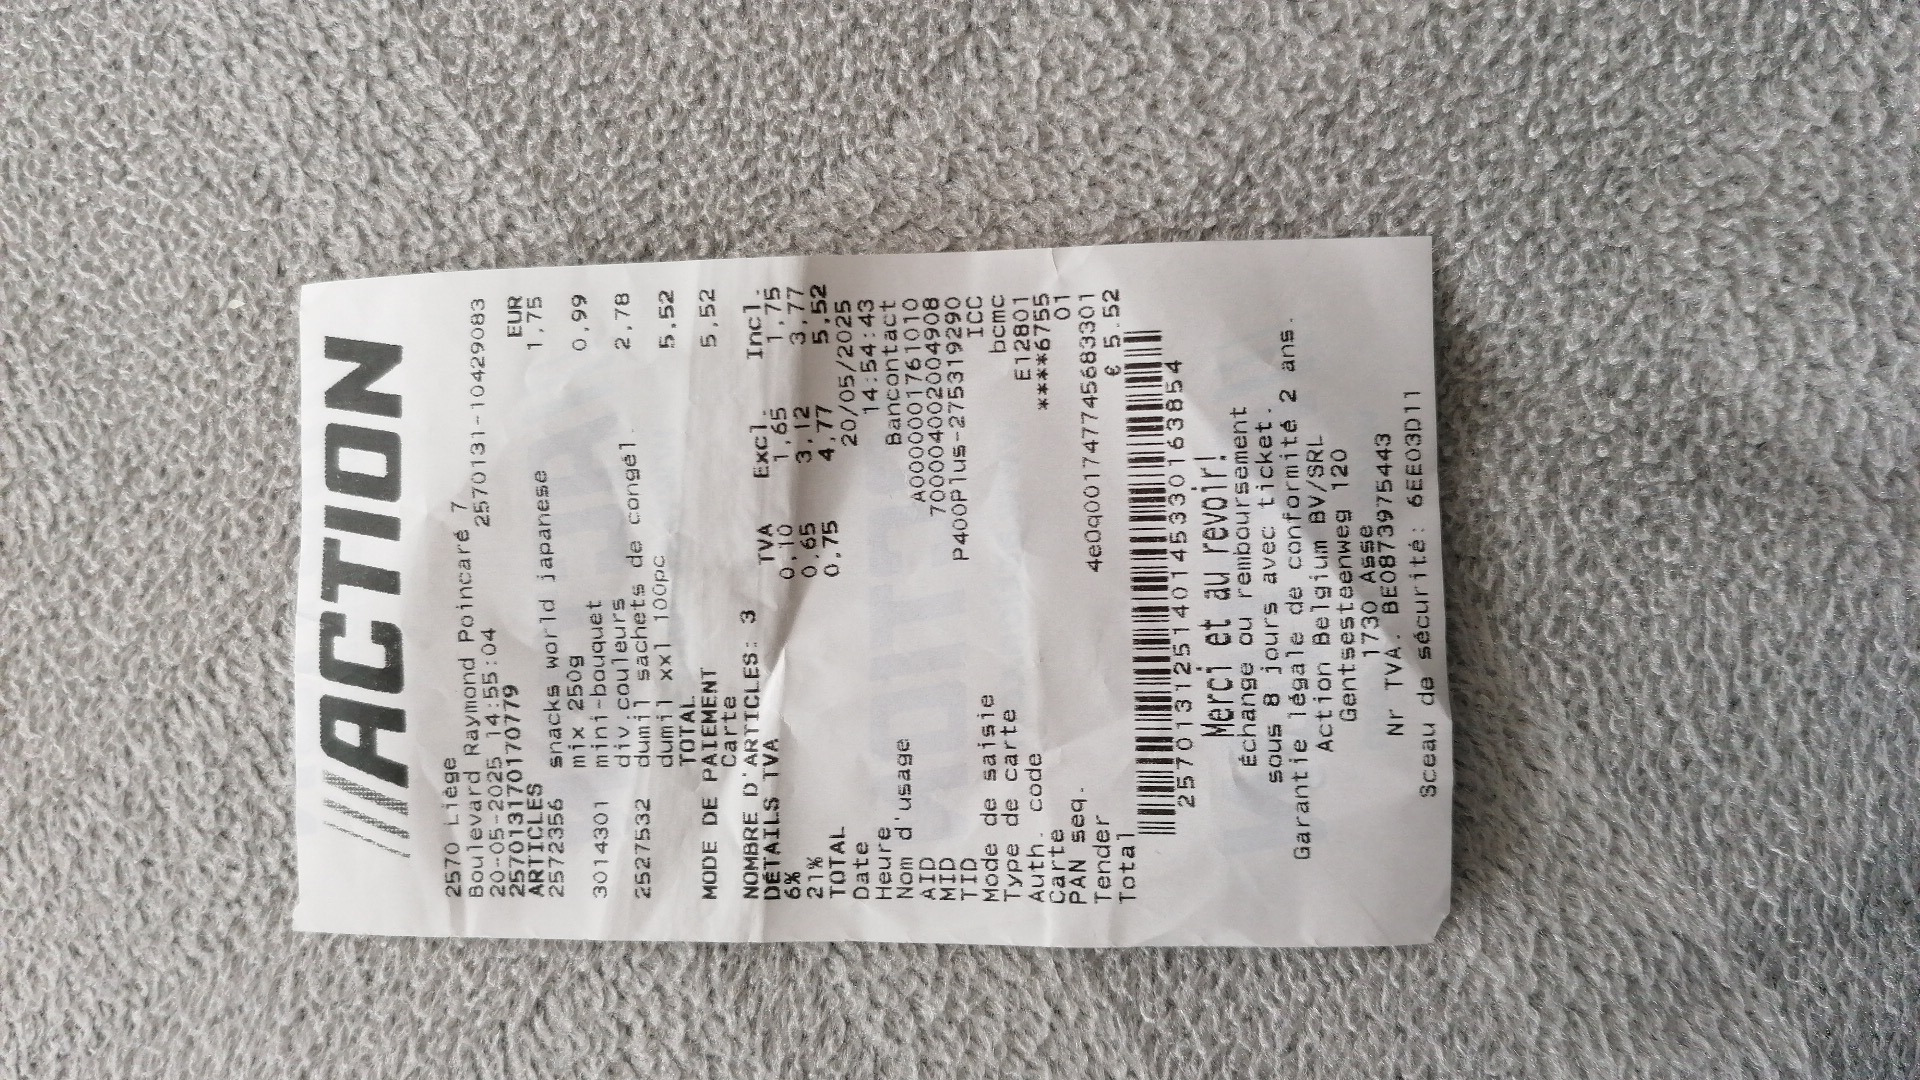 ACTION
2570 Liège
Boulevard Raymond Poincaré 7
20-05-2025 14:55:04 2570131-10429083
2570131701170779
ARTICLES EUR
2572356 snacks world japanese 1,75
mix 250g
3014301 mini-bouquet 0,99
div.couleurs
2527532 dumil sachets de congél. 2,78
dumil xxl 100pc
TOTAL 5,52
MODE DE PAIEMENT
Carte 5,52
NOMBRE D'ARTICLES: 3
DÉTAILS TVA TVA Excl. Incl.
6% 0,10 1,65 1,75
21% 0,65 3,12 3,77
TOTAL 0,75 4,77 5,52
Date 20/05/2025
Heure 14:54:43
Nom d'usage Bancontact
AID A0000001761010
MID 700004002004908
TID P400Plus-275319290
Mode de saisie ICC
Type de carte bcmc
Auth. code E12801
Carte ****6755
PAN seq. 01
Tender 4e0q001747745683301
Total € 5.52
257013125140145330163854
Merci et au revoir!
Échange ou remboursement
sous 8 jours avec ticket.
Garantie légale de conformité 2 ans.
Action Belgium BV/SRL
Gentsesteenweg 120
1730 Asse
Nr TVA. BE0873975443
Sceau de sécurité: 6EE03D11